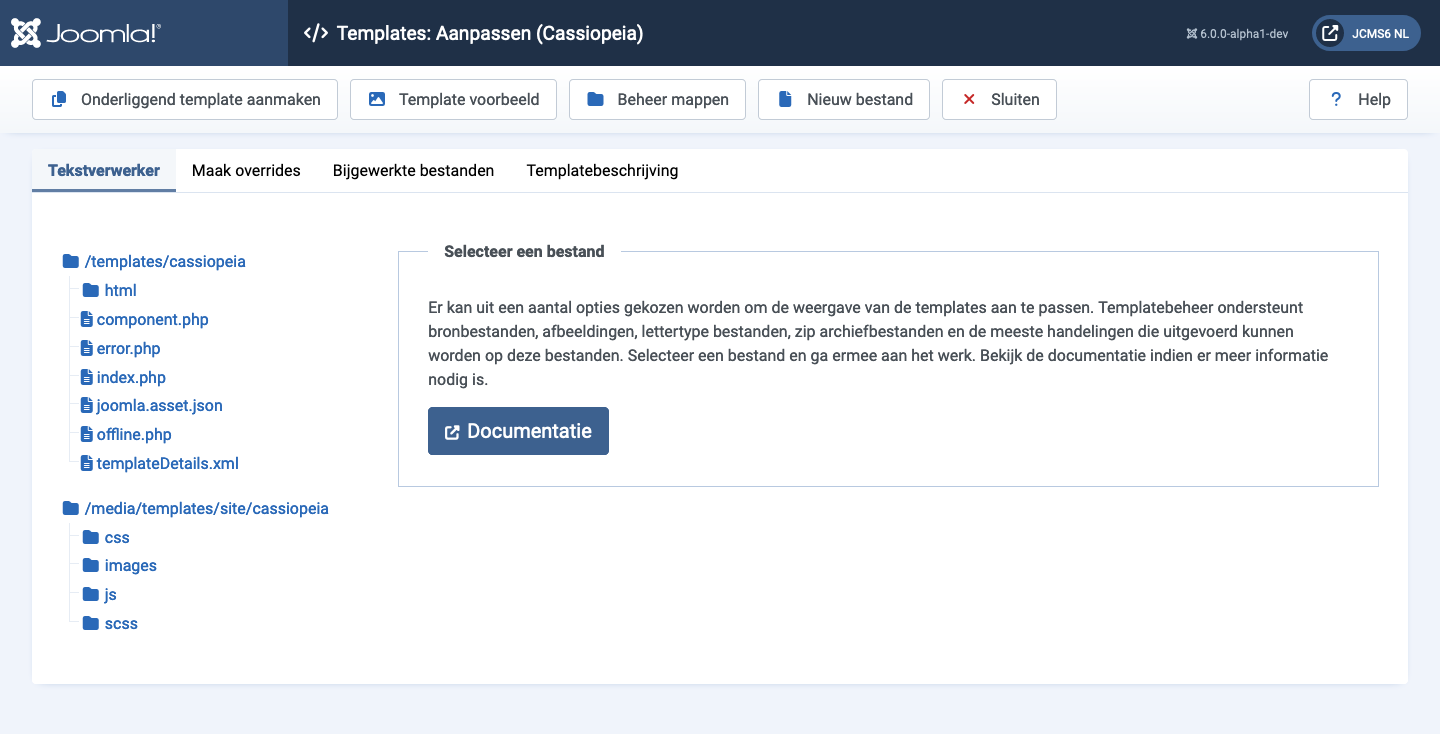 Joomla!®
Templates: Aanpassen (Cassiopeia)
6.0.0-alpha1-dev
JCMS6 NL
Onderliggend template aanmaken
Template voorbeeld
Beheer mappen
Nieuw bestand
Sluiten
? Help
Tekstverwerker
Maak overrides
Bijgewerkte bestanden
Templatebeschrijving
/templates/cassiopeia
html
component.php
error.php
index.php
joomla.asset.json
offline.php
templateDetails.xml
/media/templates/site/cassiopeia
css
images
js
scss
Selecteer een bestand
Er kan uit een aantal opties gekozen worden om de weergave van de templates aan te passen. Templatebeheer ondersteunt
bronbestanden, afbeeldingen, lettertype bestanden, zip archiefbestanden en de meeste handelingen die uitgevoerd kunnen
worden op deze bestanden. Selecteer een bestand en ga ermee aan het werk. Bekijk de documentatie indien er meer informatie
nodig is.
Documentatie